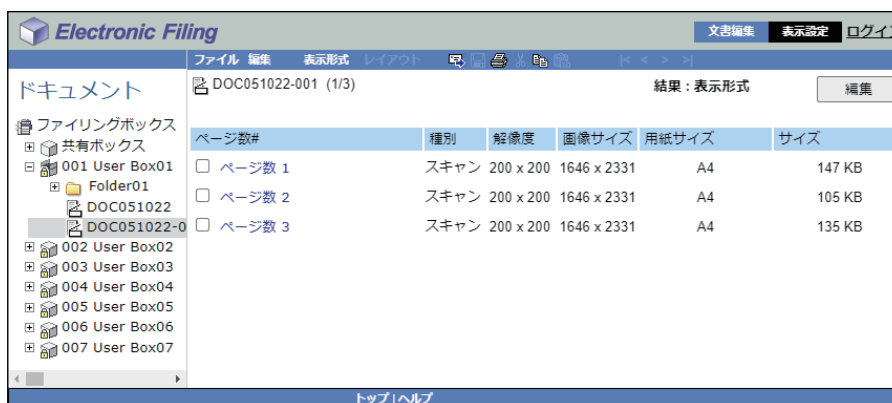 Electronic Filing
文書編集 表示設定 ログイン
ファイル 編集 表示形式 レイアウト |< < > >|
ドキュメント
ファイリングボックス
共有ボックス
001 User Box01
Folder01
DOC051022
DOC051022-0
002 User Box02
003 User Box03
004 User Box04
005 User Box05
006 User Box06
007 User Box07
DOC051022-001 (1/3)
結果 : 表示形式 編集
ページ数# 種別 解像度 画像サイズ 用紙サイズ サイズ
ページ数 1 スキャン 200 x 200 1646 x 2331 A4 147 KB
ページ数 2 スキャン 200 x 200 1646 x 2331 A4 105 KB
ページ数 3 スキャン 200 x 200 1646 x 2331 A4 135 KB
トップ | ヘルプ